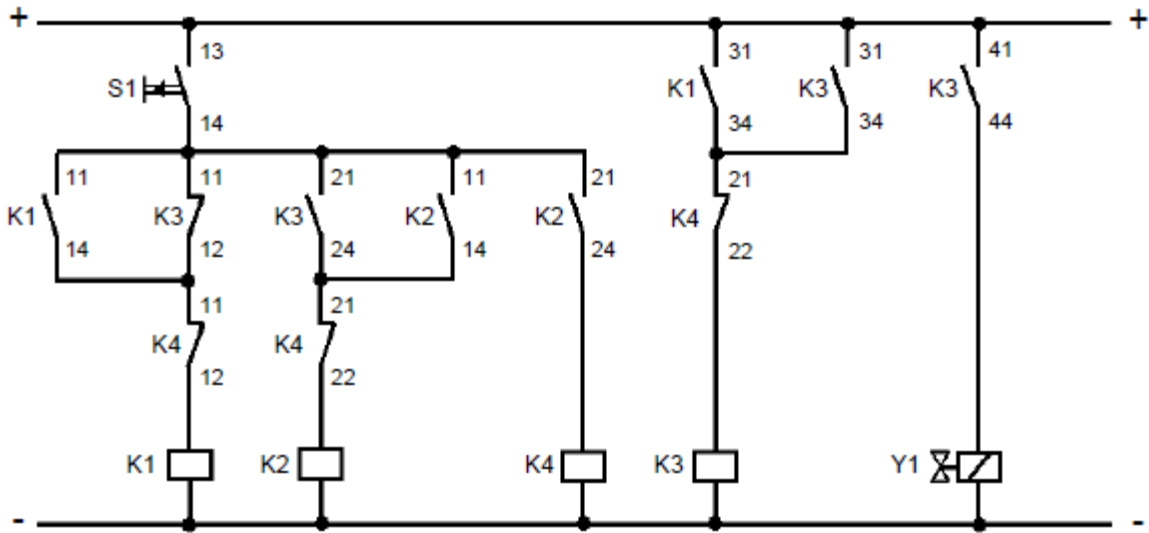 + +
13 31 31 41
S1 K1 K3 K3
14 34 34 44
11 11 21 11 21 21
K1 K3 K3 K2 K2 K4
14 12 24 14 24 22
11 21
K4 K4
12 22
K1 K2 K4 K3 Y1
- -